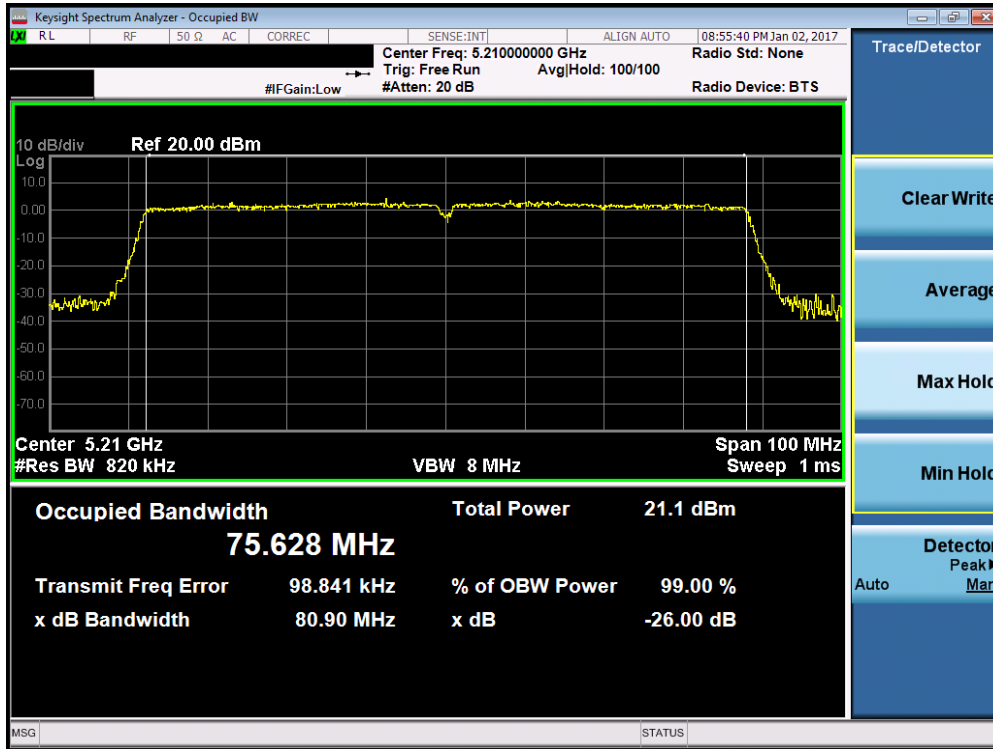 Keysight Spectrum Analyzer - Occupied BW
LXI RL RF 50 Ω AC CORREC SENSE:INT ALIGN AUTO 08:55:40 PM Jan 02, 2017
Center Freq: 5.210000000 GHz Radio Std: None
Trig: Free Run Avg|Hold: 100/100
#IFGain:Low #Atten: 20 dB Radio Device: BTS
10 dB/div Ref 20.00 dBm
Log
10.0
0.00
-10.0
-20.0
-30.0
-40.0
-50.0
-60.0
-70.0
Center 5.21 GHz Span 100 MHz
#Res BW 820 kHz VBW 8 MHz Sweep 1 ms
Occupied Bandwidth Total Power 21.1 dBm
75.628 MHz
Transmit Freq Error 98.841 kHz % of OBW Power 99.00 %
x dB Bandwidth 80.90 MHz x dB -26.00 dB
MSG STATUS
Trace/Detector
Clear Write
Average
Max Hold
Min Hold
Detector
Peak
Auto Man